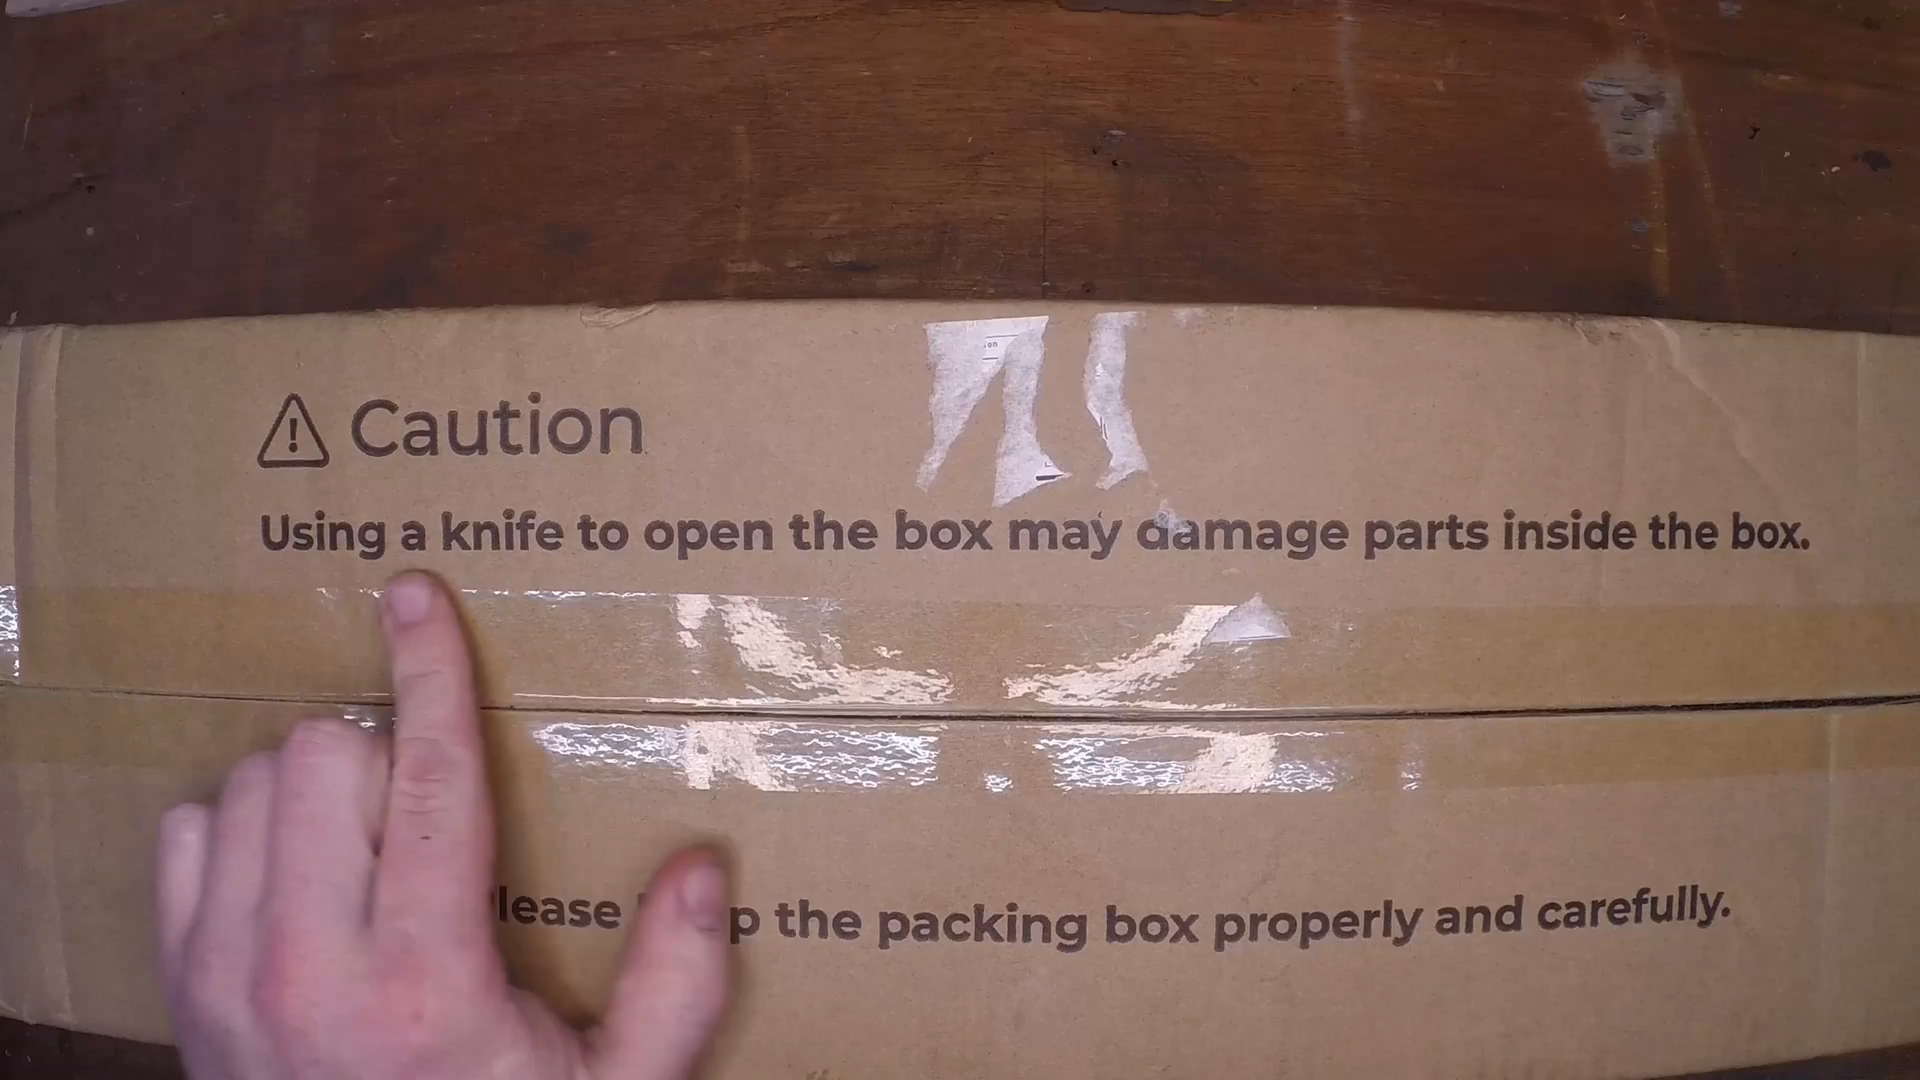 Caution
Using a knife to open the box may damage parts inside the box.
lease p the packing box properly and carefully.